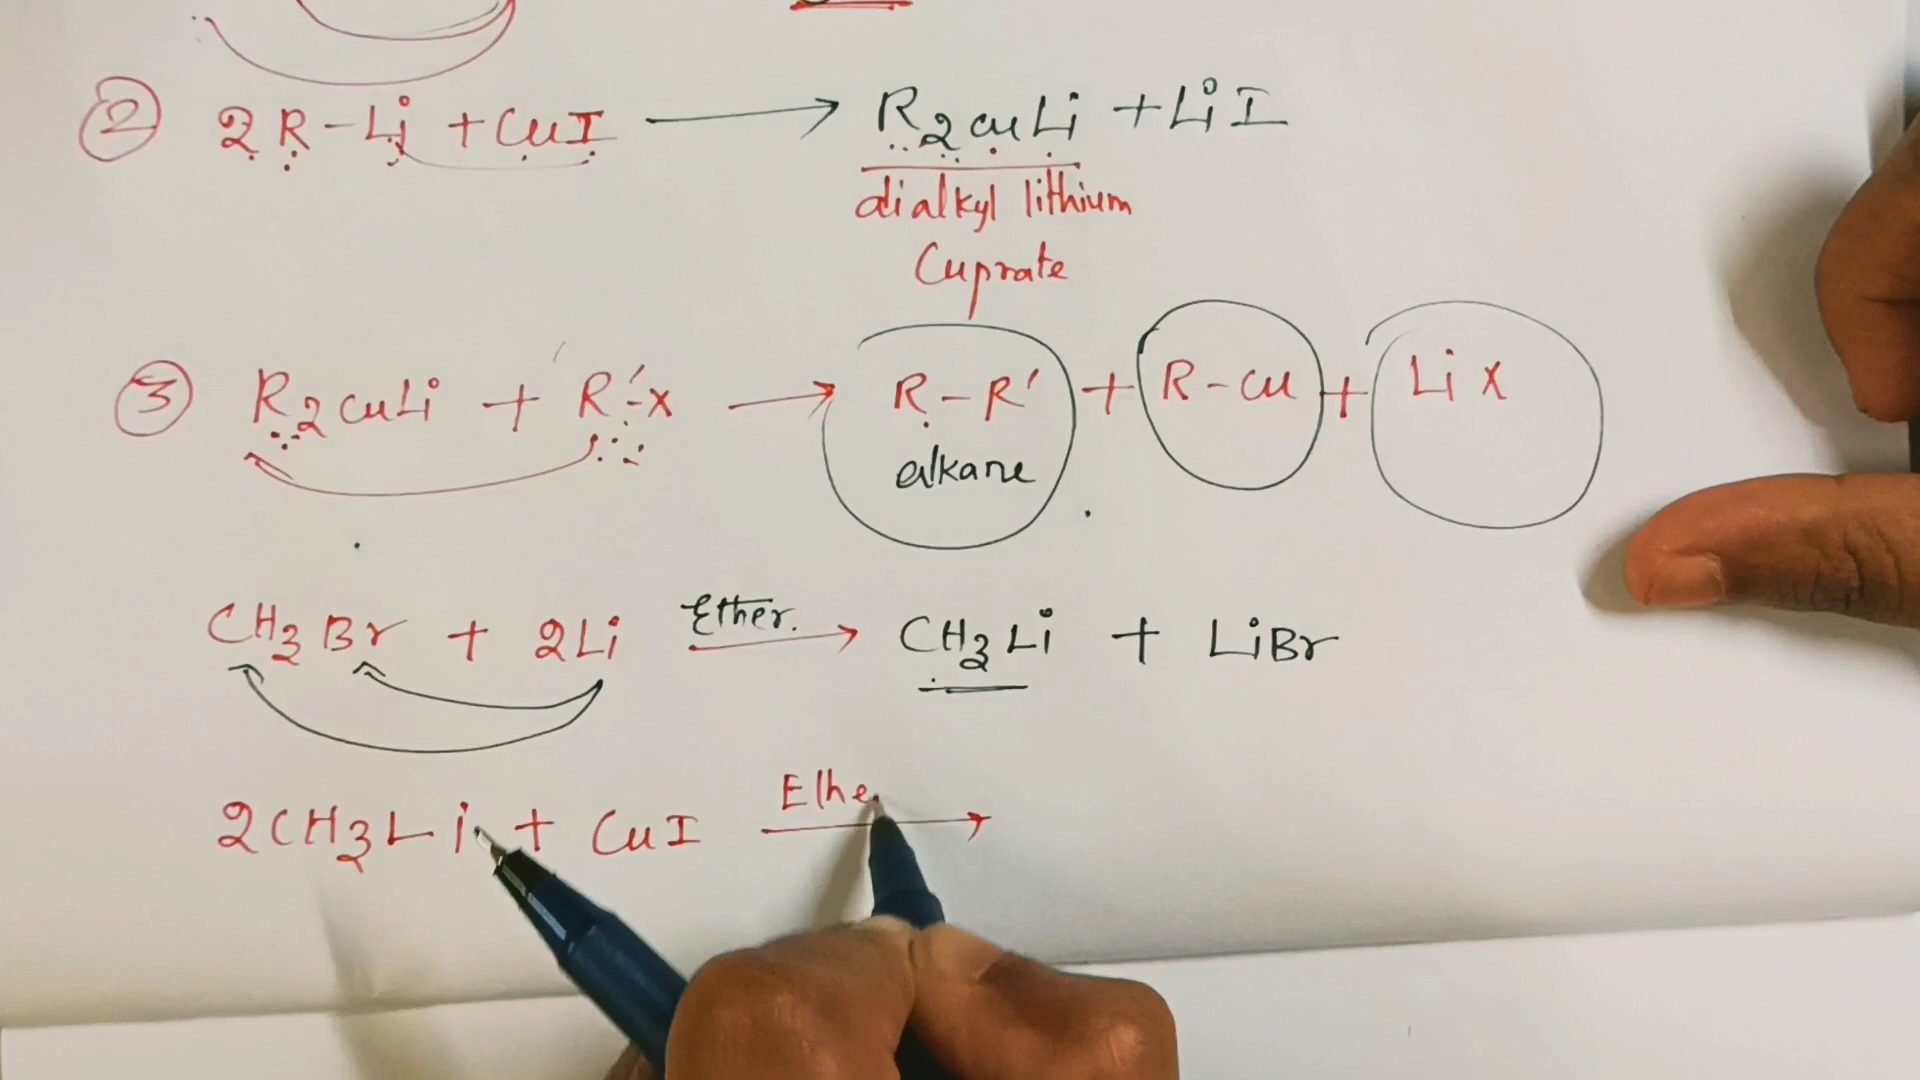 ② 2R-Li + CuI ⟶ R₂CuLi + LiI
dialkyl lithium
Cuprate
③ R₂CuLi + R'-X ⟶ R-R' + R-Cu + LiX
alkane
CH₃Br + 2Li Ether. ⟶ CH₃Li + LiBr
2CH₃Li + CuI Ethe ⟶